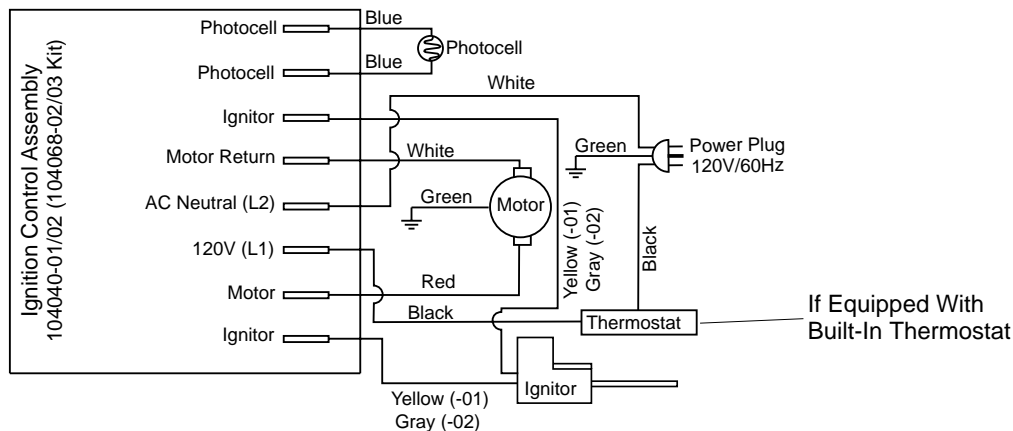 Ignition Control Assembly
104040-01/02 (104068-02/03 Kit)
Photocell
Photocell
Ignitor
Motor Return
AC Neutral (L2)
120V (L1)
Motor
Ignitor
Blue
Blue
Photocell
White
White
Green
Motor
Red
Black
Yellow (-01)
Gray (-02)
Green
Power Plug
120V/60Hz
Black
Thermostat
If Equipped With
Built-In Thermostat
Ignitor
Yellow (-01)
Gray (-02)